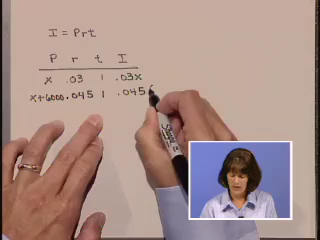 I = Prt
P r t I
x .03 1 .03x
x+6000 .045 1 .045